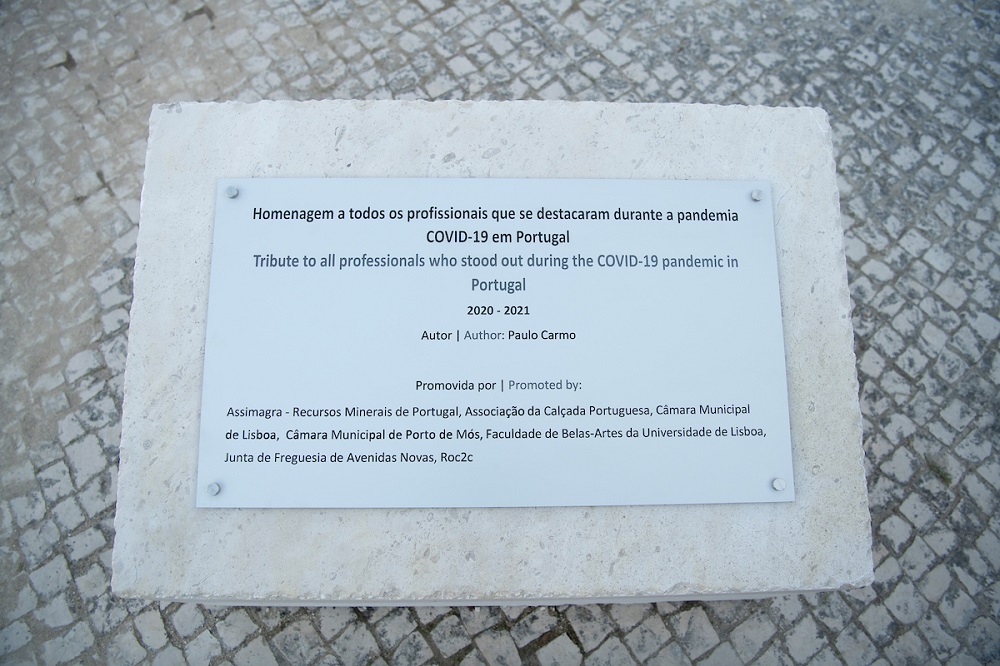 Homenagem a todos os profissionais que se destacaram durante a pandemia
COVID-19 em Portugal
Tribute to all professionals who stood out during the COVID-19 pandemic in
Portugal
2020 - 2021
Autor | Author: Paulo Carmo
Promovida por | Promoted by:
Assimagra - Recursos Minerais de Portugal, Associação da Calçada Portuguesa, Câmara Municipal
de Lisboa, Câmara Municipal de Porto de Mós, Faculdade de Belas-Artes da Universidade de Lisboa,
Junta de Freguesia de Avenidas Novas, Roc2c